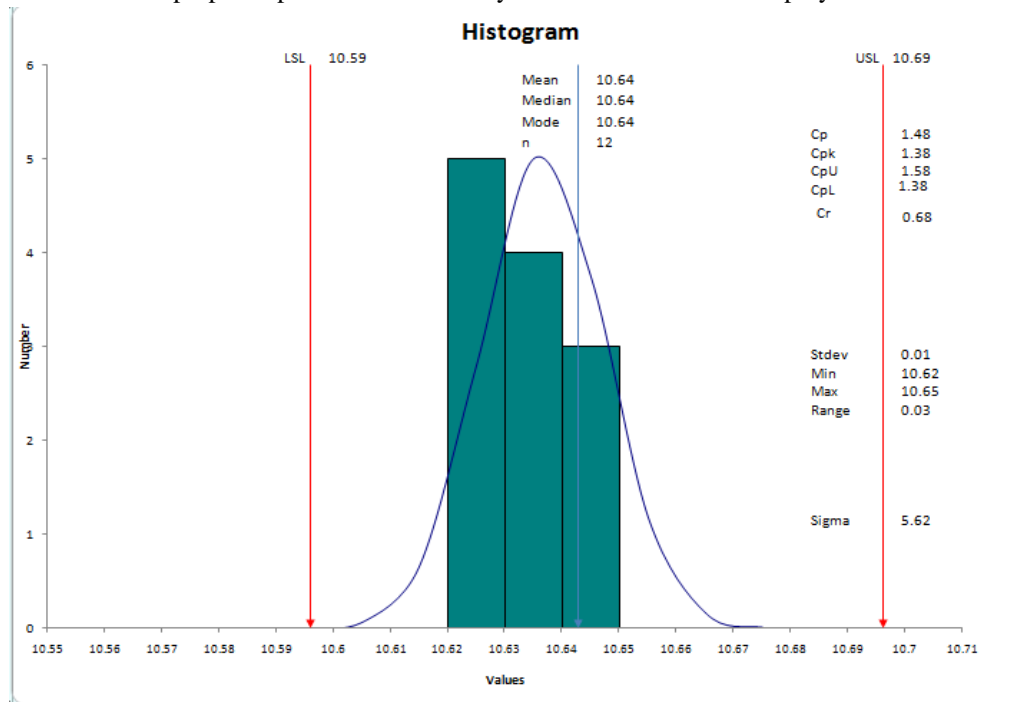 Histogram
LSL 10.59
USL 10.69
6
5
4
3
2
1
0
Number
Mean 10.64
Median 10.64
Mode 10.64
n 12
Cp 1.48
Cpk 1.38
CpU 1.58
CpL 1.38
Cr 0.68
Stdev 0.01
Min 10.62
Max 10.65
Range 0.03
Sigma 5.62
10.55 10.56 10.57 10.58 10.59 10.6 10.61 10.62 10.63 10.64 10.65 10.66 10.67 10.68 10.69 10.7 10.71
Values